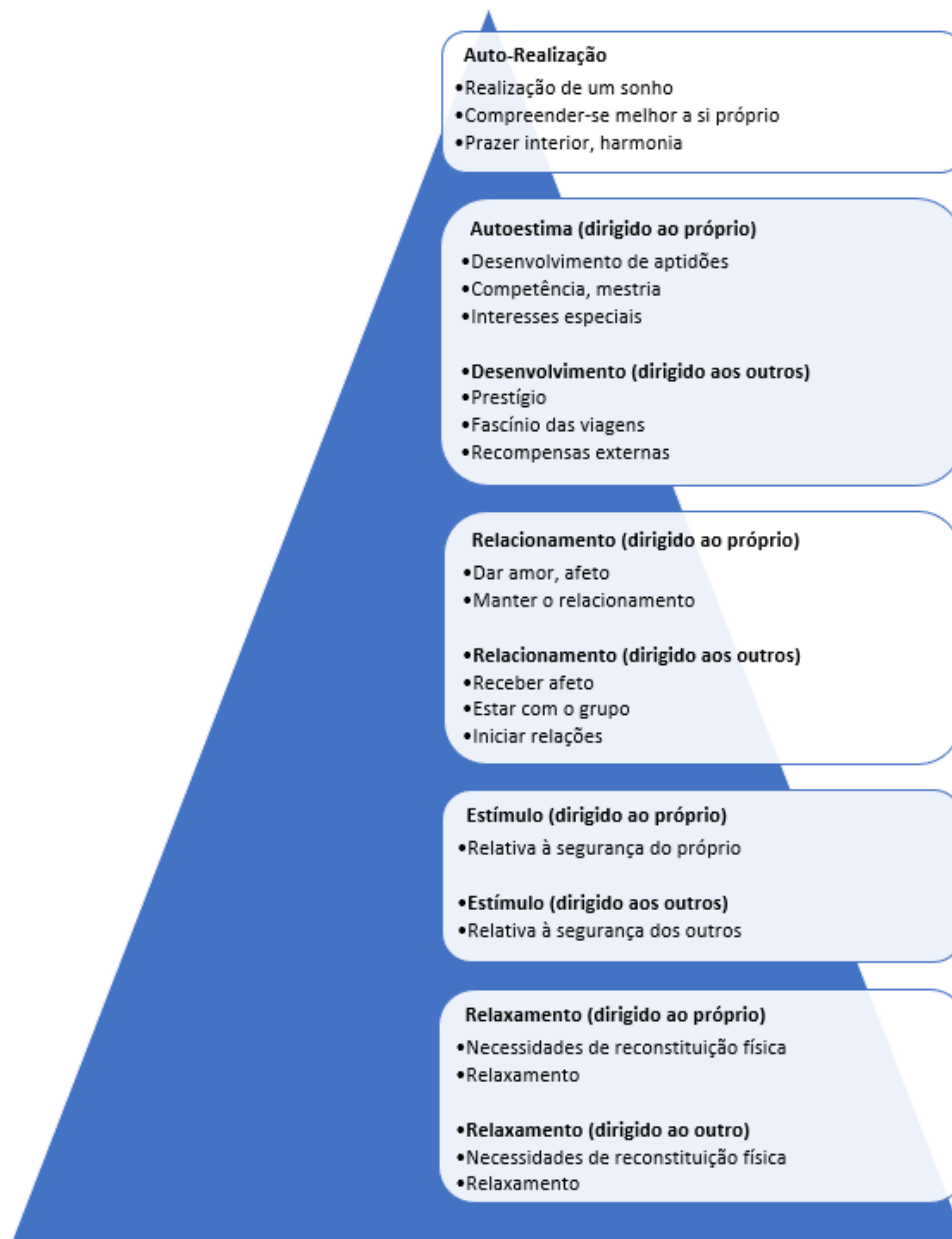 Auto-Realização
•Realização de um sonho
•Compreender-se melhor a si próprio
•Prazer interior, harmonia
Autoestima (dirigido ao próprio)
•Desenvolvimento de aptidões
•Competência, mestria
•Interesses especiais
•Desenvolvimento (dirigido aos outros)
•Prestígio
•Fascínio das viagens
•Recompensas externas
Relacionamento (dirigido ao próprio)
•Dar amor, afeto
•Manter o relacionamento
•Relacionamento (dirigido aos outros)
•Receber afeto
•Estar com o grupo
•Iniciar relações
Estímulo (dirigido ao próprio)
•Relativa à segurança do próprio
•Estímulo (dirigido aos outros)
•Relativa à segurança dos outros
Relaxamento (dirigido ao próprio)
•Necessidades de reconstituição física
•Relaxamento
•Relaxamento (dirigido ao outro)
•Necessidades de reconstituição física
•Relaxamento